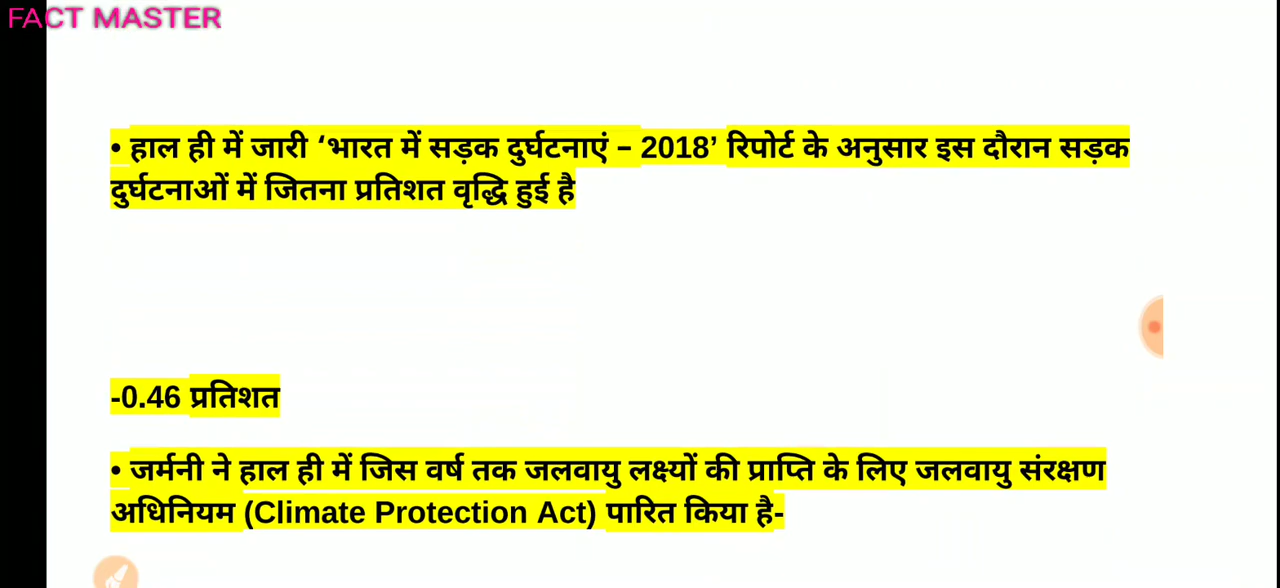 FACT MASTER
• हाल ही में जारी ‘भारत में सड़क दुर्घटनाएं – 2018’ रिपोर्ट के अनुसार इस दौरान सड़क
दुर्घटनाओं में जितना प्रतिशत वृद्धि हुई है
-0.46 प्रतिशत
• जर्मनी ने हाल ही में जिस वर्ष तक जलवायु लक्ष्यों की प्राप्ति के लिए जलवायु संरक्षण
अधिनियम (Climate Protection Act) पारित किया है-